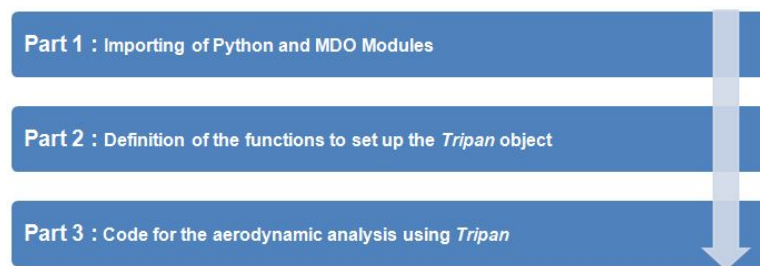 Part 1 : Importing of Python and MDO Modules
Part 2 : Definition of the functions to set up the Tripan object
Part 3 : Code for the aerodynamic analysis using Tripan